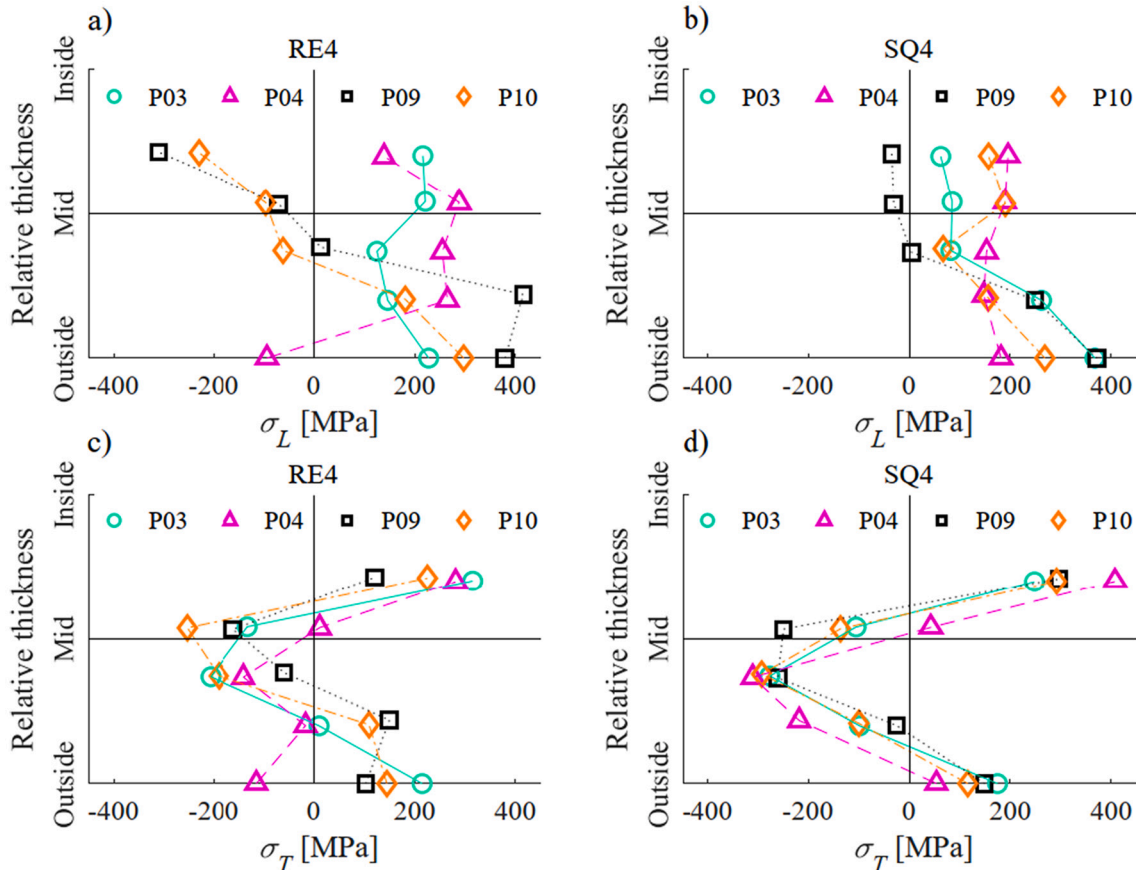 a)
RE4
P03 P04 P09 P10
Relative thickness
Inside
Mid
Outside
-400 -200 0 200 400
σL [MPa]
b)
SQ4
P03 P04 P09 P10
Relative thickness
Inside
Mid
Outside
-400 -200 0 200 400
σL [MPa]
c)
RE4
P03 P04 P09 P10
Relative thickness
Inside
Mid
Outside
-400 -200 0 200 400
σT [MPa]
d)
SQ4
P03 P04 P09 P10
Relative thickness
Inside
Mid
Outside
-400 -200 0 200 400
σT [MPa]